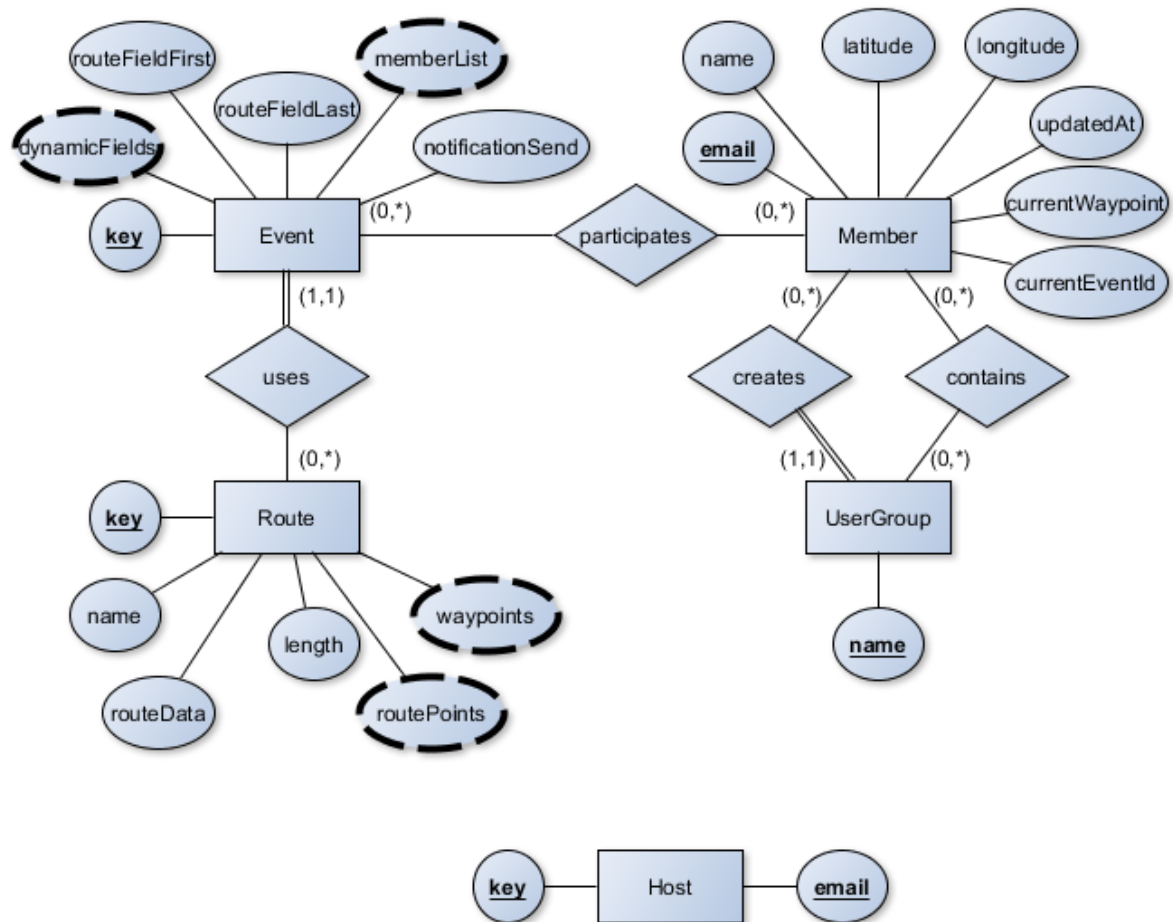 routeFieldFirst
memberList
name
latitude
longitude
routeFieldLast
updatedAt
dynamicFields
notificationSend
email
currentWaypoint
key
Event
(0,*)
participates
(0,*)
Member
currentEventId
(1,1)
(0,*)
(0,*)
uses
creates
contains
(0,*)
(1,1)
(0,*)
key
Route
UserGroup
name
length
waypoints
name
routeData
routePoints
key
Host
email